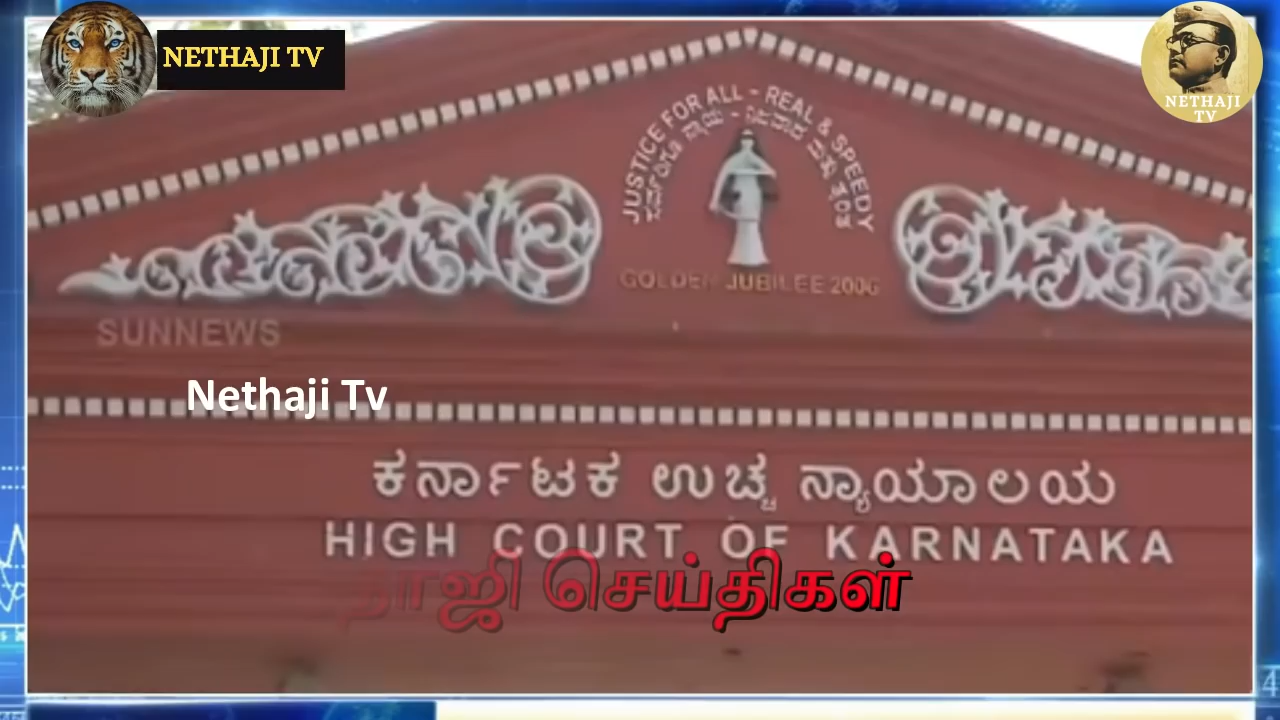 NETHAJI TV
NETHAJI
TV
JUSTICE FOR ALL - REAL & SPEEDY
GOLDEN JUBILEE 2006
SUNNEWS
Nethaji Tv
ಕರ್ನಾಟಕ ಉಚ್ಚ ನ್ಯಾಯಾಲಯ
HIGH COURT OF KARNATAKA
தாஜி செய்திகள்